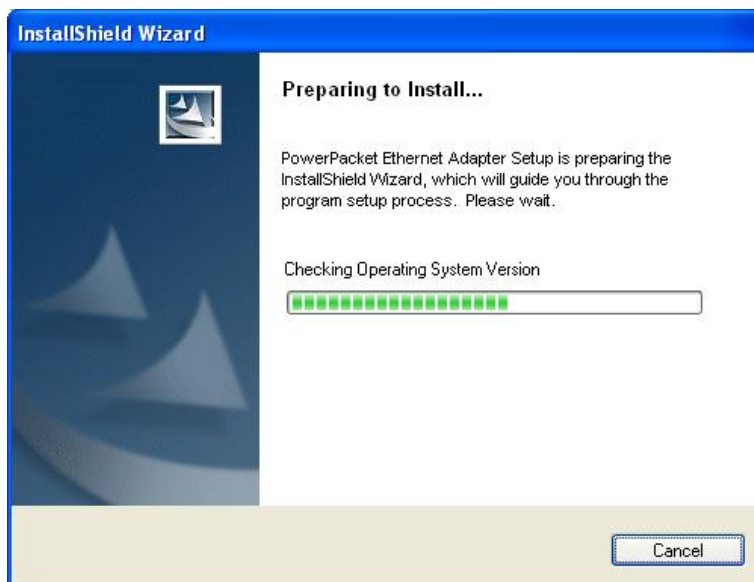 InstallShield Wizard
Preparing to Install...
PowerPacket Ethernet Adapter Setup is preparing the
InstallShield Wizard, which will guide you through the
program setup process.  Please wait.
Checking Operating System Version
Cancel